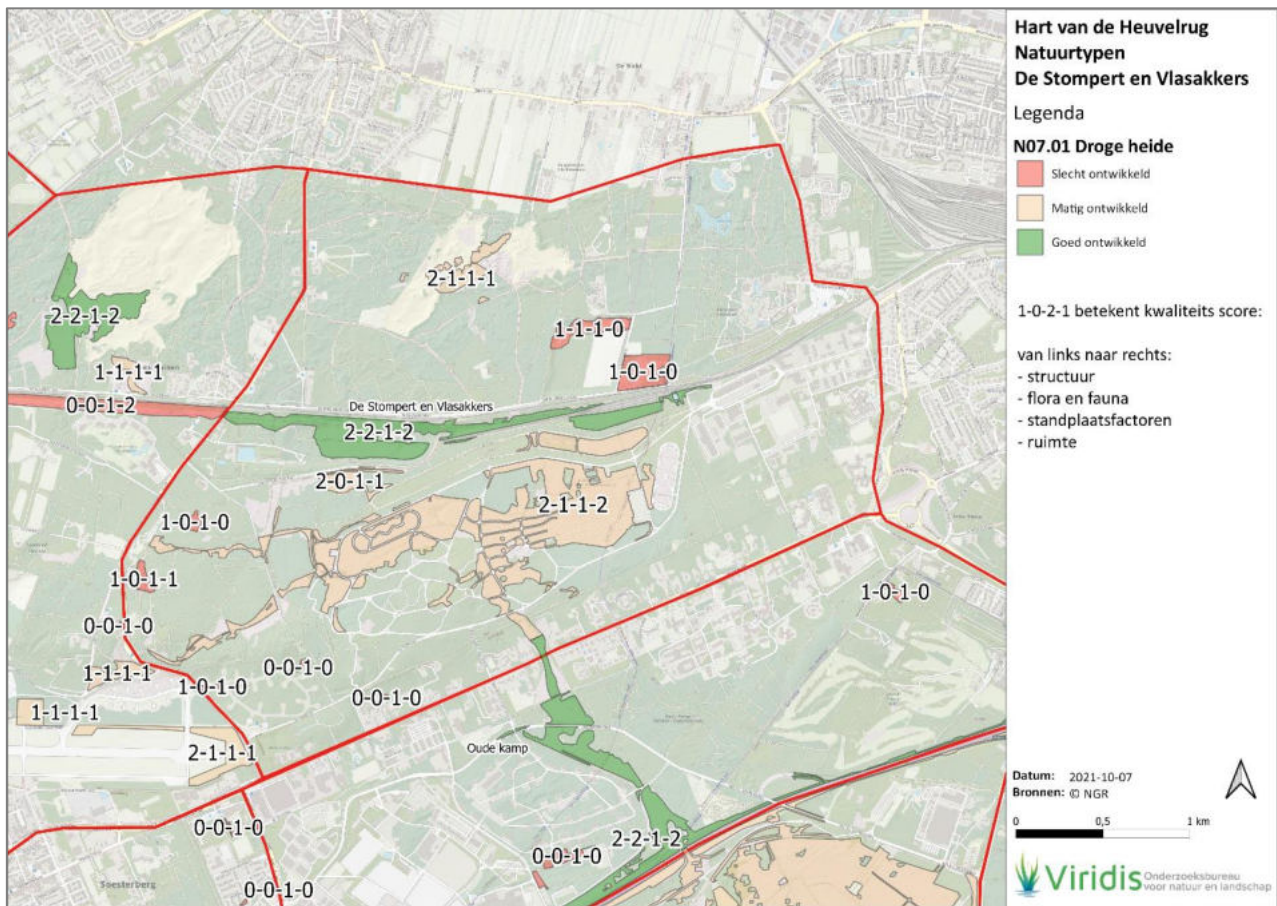 De Stompert en Vlasakkers
Oude kamp
Soesterberg
2-1-1-1
2-2-1-2
1-1-1-0
1-1-1-1
1-0-1-0
0-0-1-2
2-2-1-2
2-0-1-1
2-1-1-2
1-0-1-0
1-0-1-1
1-0-1-0
0-0-1-0
1-1-1-1
0-0-1-0
1-0-1-0
0-0-1-0
1-1-1-1
2-1-1-1
0-0-1-0
2-2-1-2
0-0-1-0
0-0-1-0
Hart van de Heuvelrug
Natuurtypen
De Stompert en Vlasakkers
Legenda
N07.01 Droge heide
Slecht ontwikkeld
Matig ontwikkeld
Goed ontwikkeld
1-0-2-1 betekent kwaliteits score:
van links naar rechts:
- structuur
- flora en fauna
- standplaatsfactoren
- ruimte
Datum: 2021-10-07
Bronnen: © NGR
0 0,5 1 km
Viridis Onderzoeksbureau
voor natuur en landschap